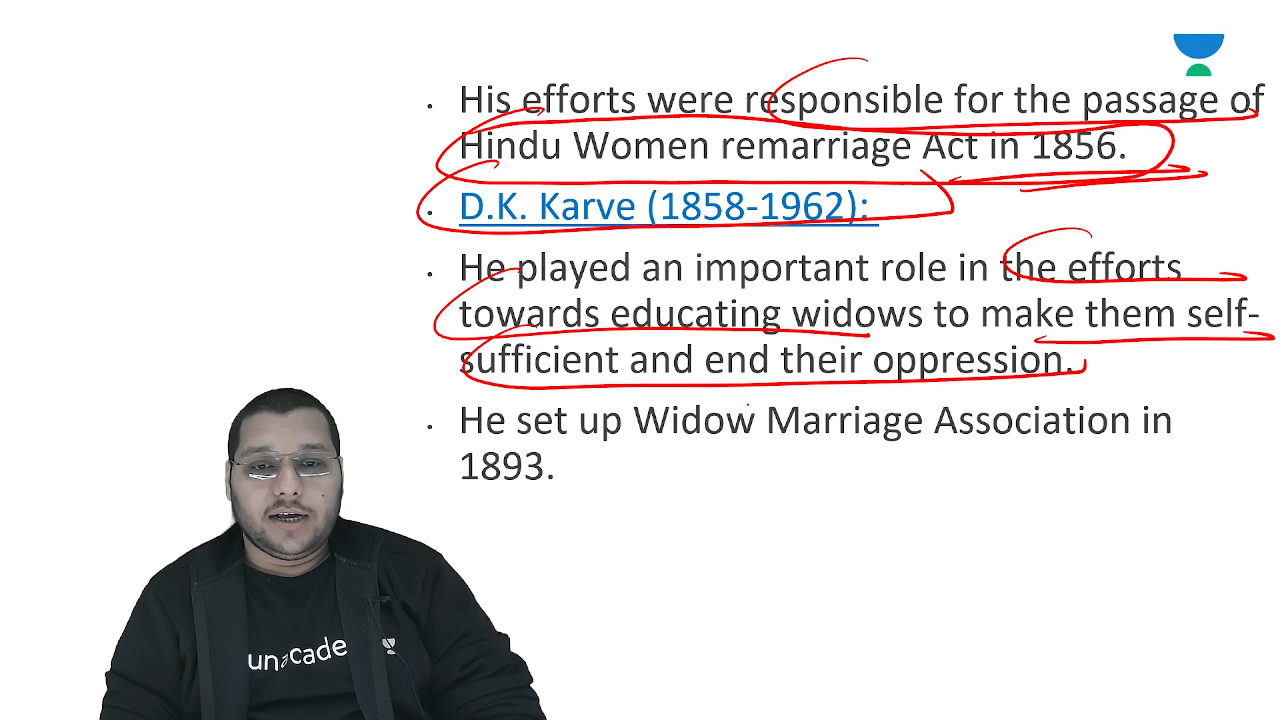 • His efforts were responsible for the passage of
Hindu Women remarriage Act in 1856.
• D.K. Karve (1858-1962):
• He played an important role in the efforts
towards educating widows to make them self-
sufficient and end their oppression.
• He set up Widow Marriage Association in
1893.
unacade